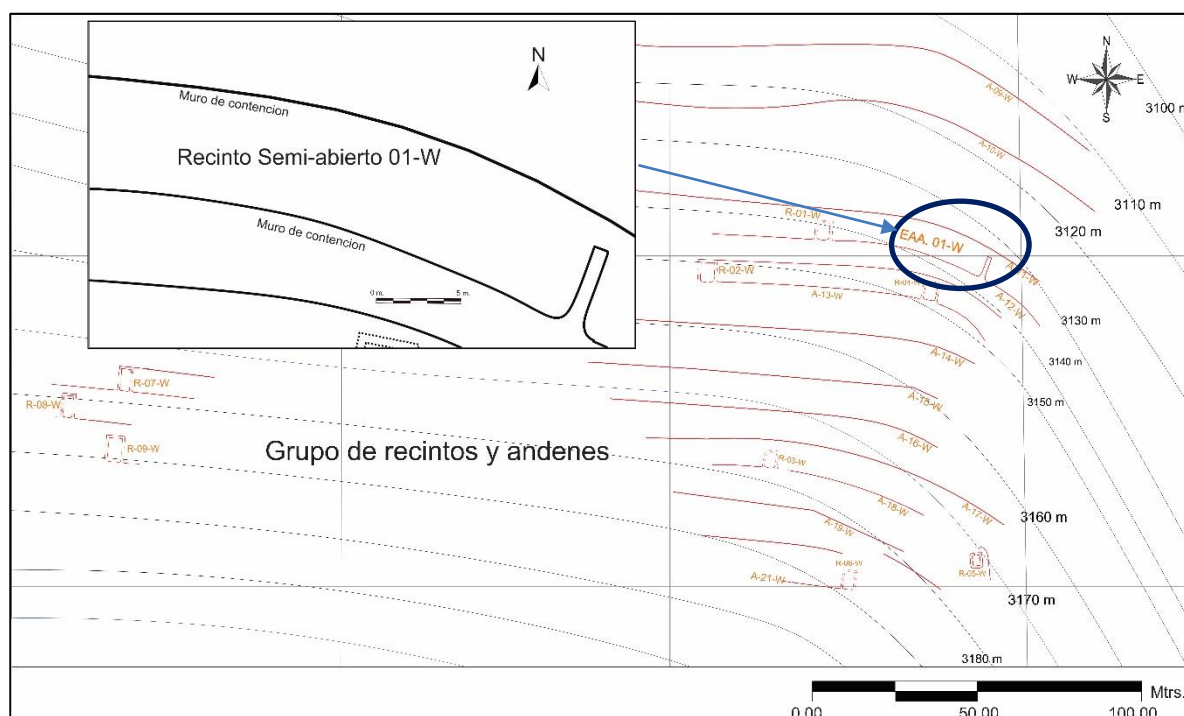 N
Muro de contencion
Recinto Semi-abierto 01-W
Muro de contencion
0 m.
5 m.
N
W
E
S
3100 m
A-09-W
A-10-W
3110 m
3120 m
R-01-W
EAA. 01-W
R-02-W
A-13-W
A-12-W
3130 m
3140 m
A-14-W
3150 m
R-07-W
R-08-W
R-09-W
A-16-W
Grupo de recintos y andenes
R-03-W
A-18-W
A-17-W
3160 m
A-19-W
A-21-W
R-06-W
R-05-W
3170 m
3180 m
Mtrs.
0.00
50.00
100.00